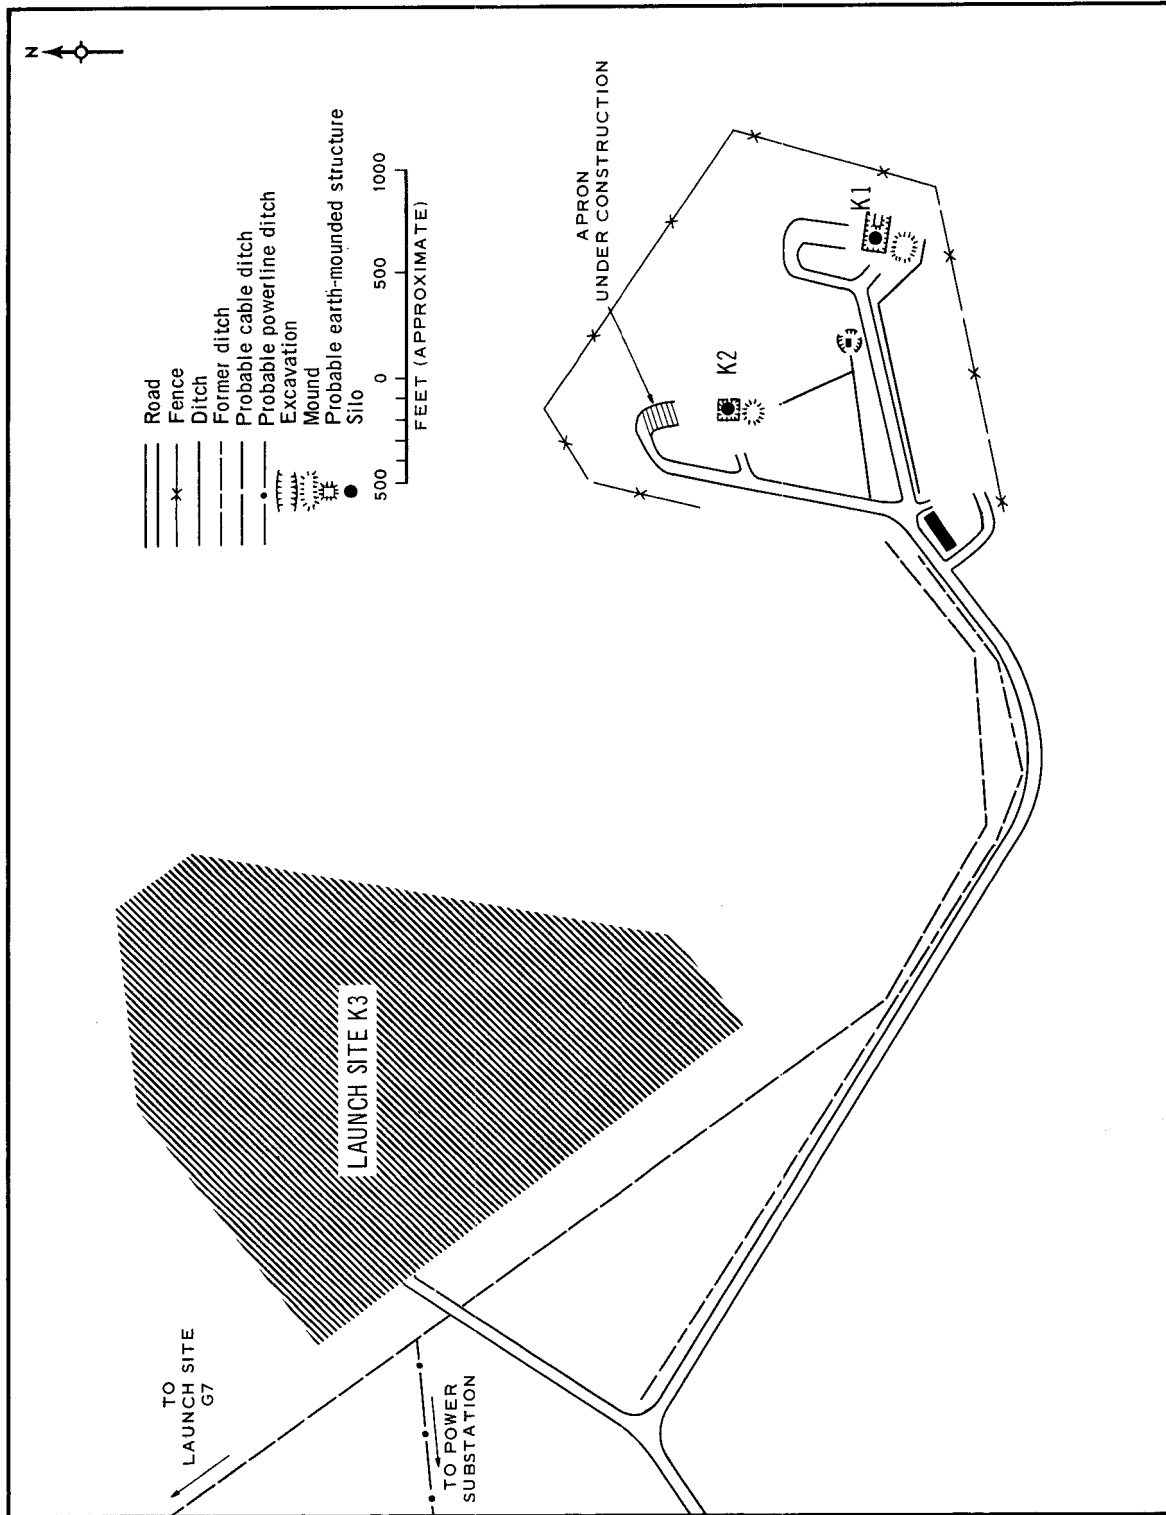 N
Road
Fence
Ditch
Former ditch
Probable cable ditch
Probable powerline ditch
Excavation
Mound
Probable earth-mounded structure
Silo
500 0 500 1000
FEET (APPROXIMATE)
APRON
UNDER CONSTRUCTION
K1
K2
LAUNCH SITE K3
TO
LAUNCH SITE
G7
TO POWER
SUBSTATION